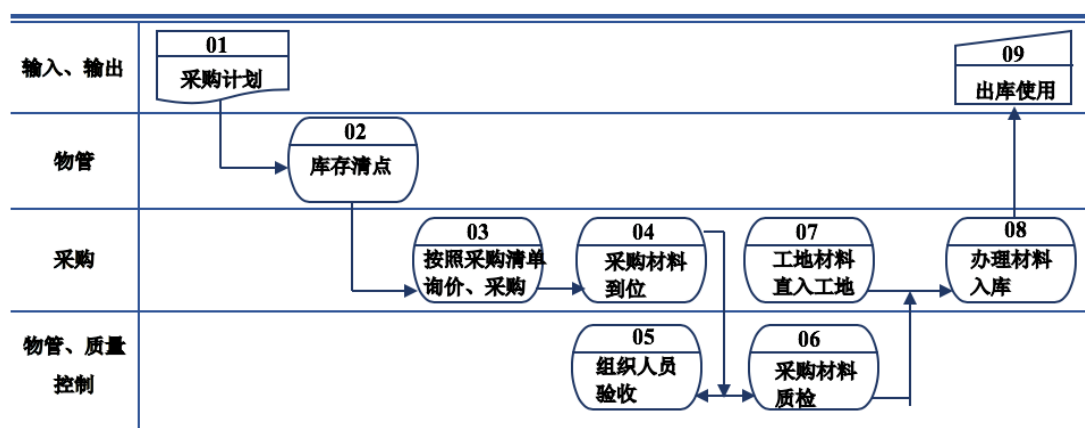 输入、输出
01
采购计划
09
出库使用
物管
02
库存清点
采购
03
按照采购清单
询价、采购
04
采购材料
到位
07
工地材料
直入工地
08
办理材料
入库
物管、质量
控制
05
组织人员
验收
06
采购材料
质检